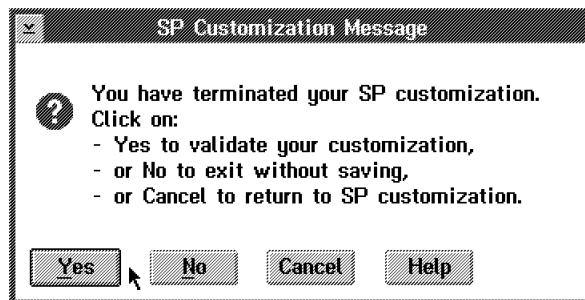 SP Customization Message
You have terminated your SP customization.
Click on:
- Yes to validate your customization,
- or No to exit without saving,
- or Cancel to return to SP customization.
Yes No Cancel Help